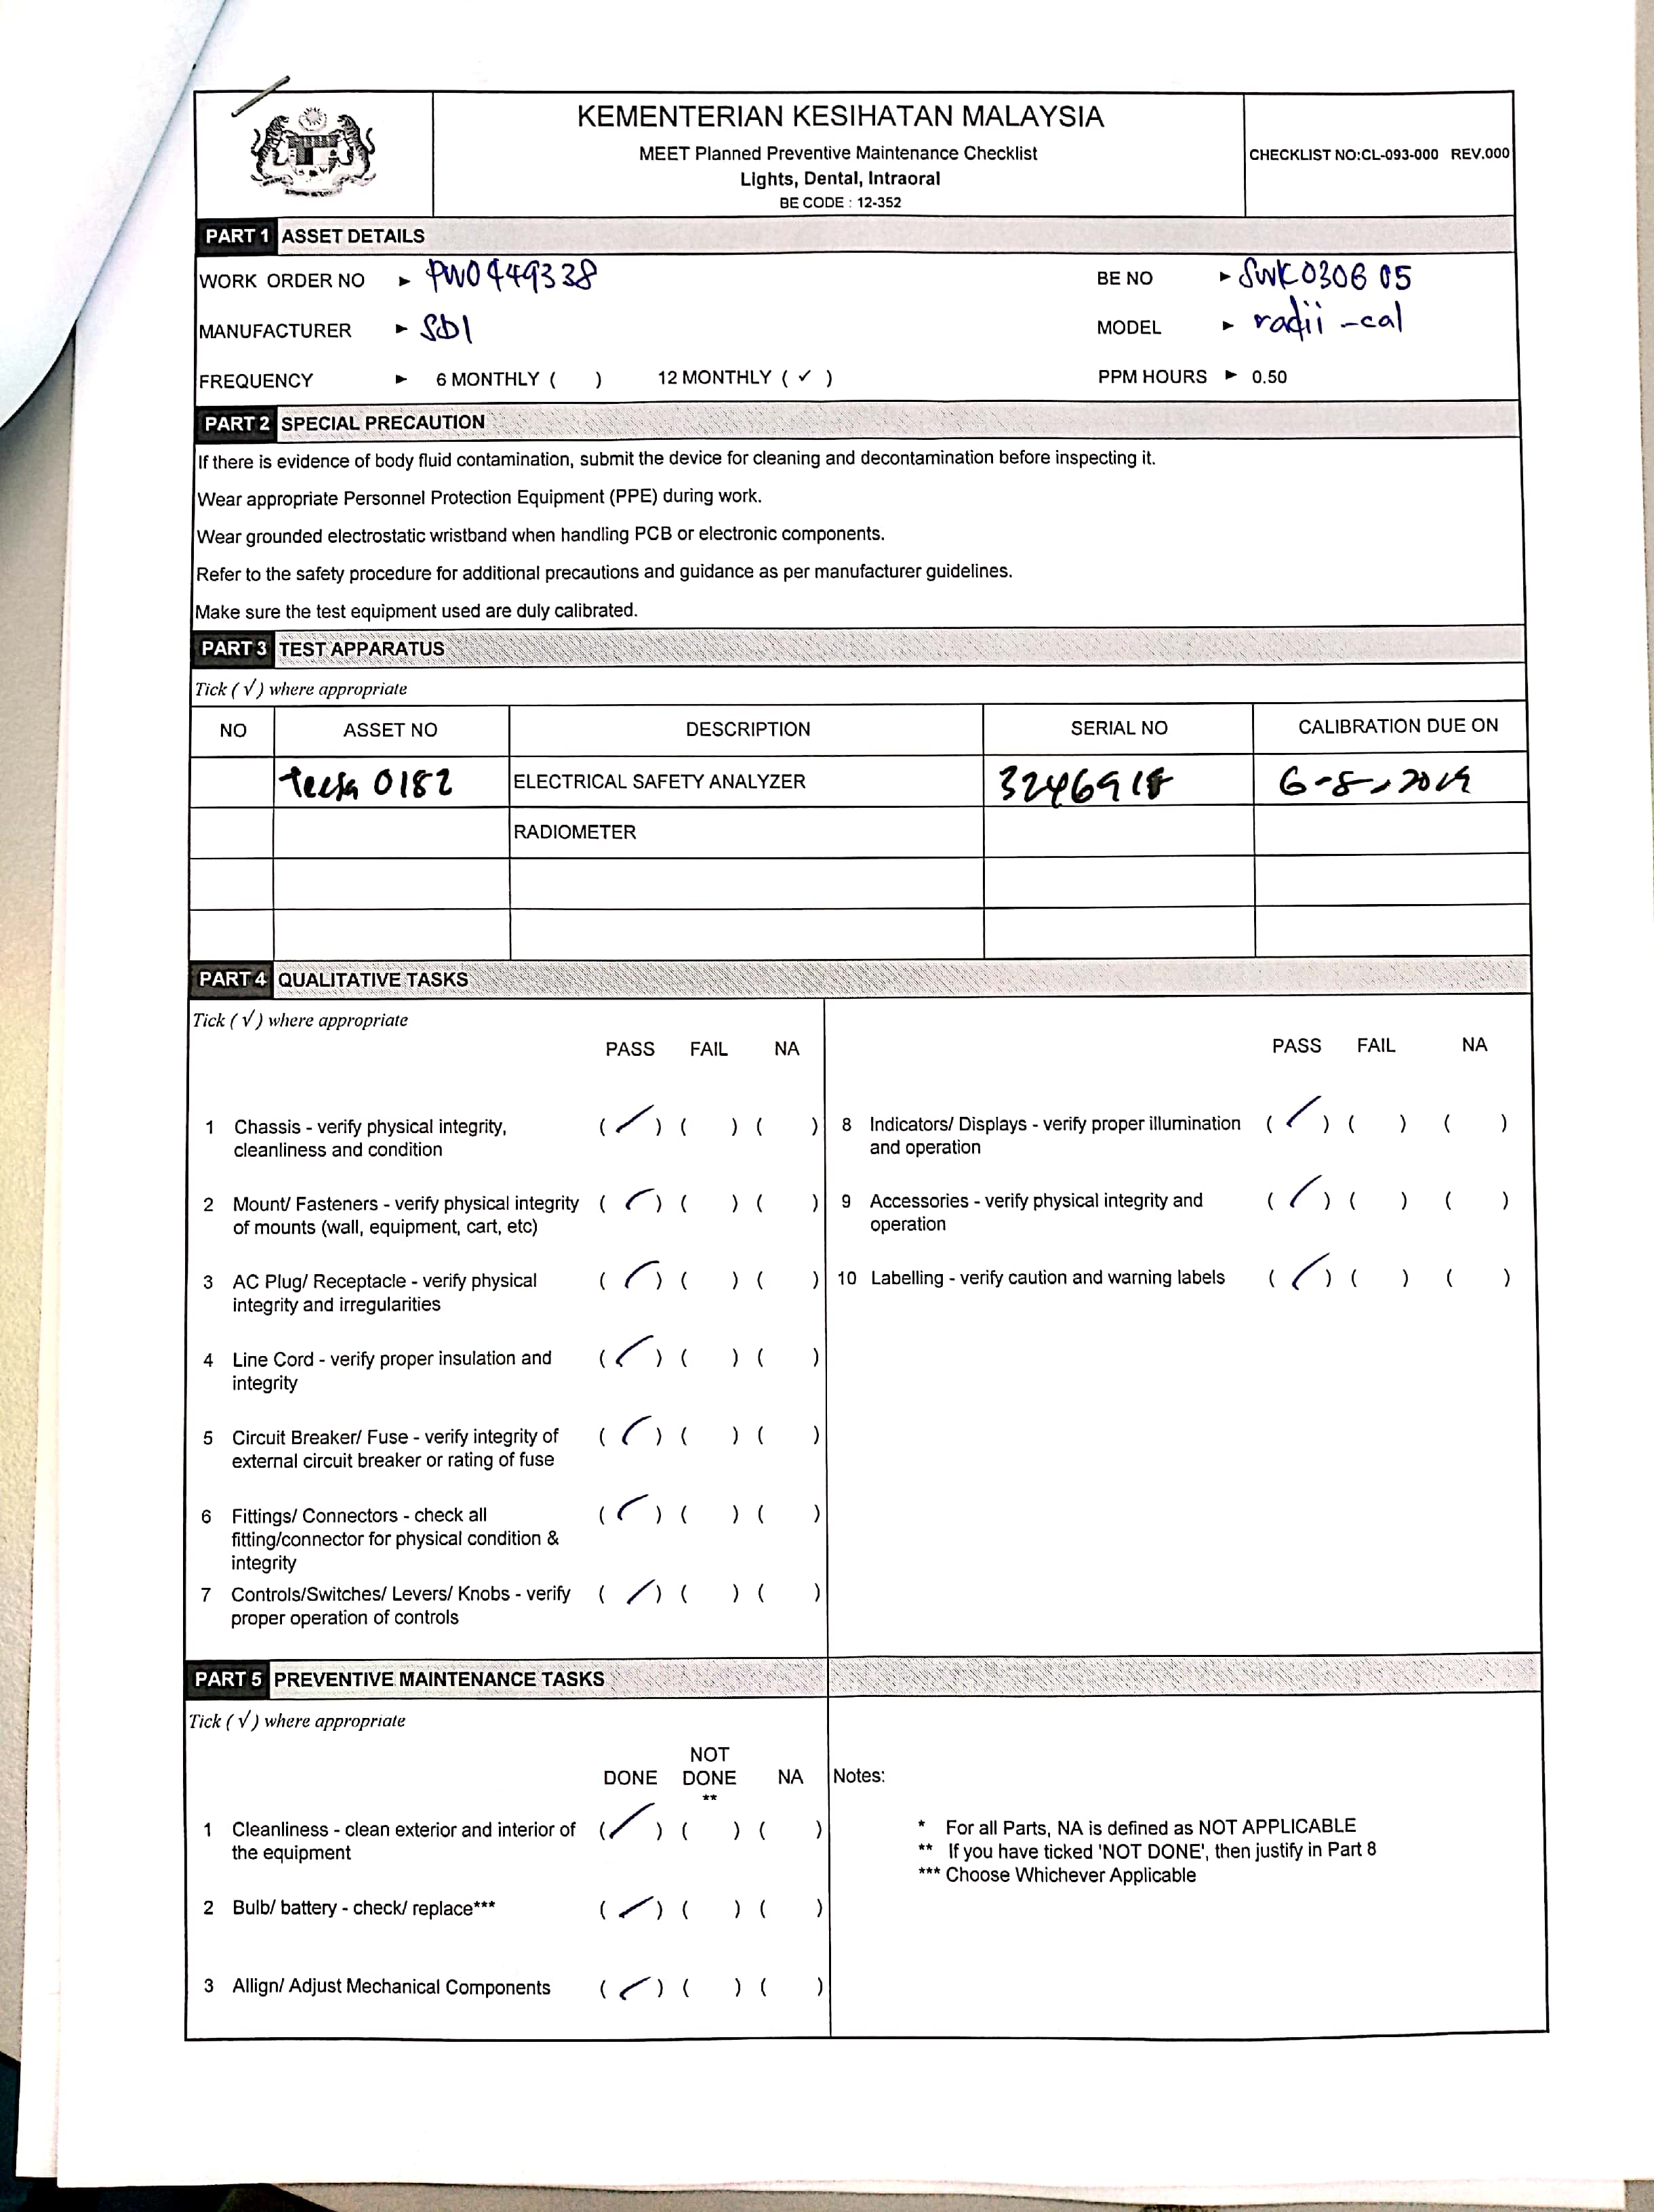 KEMENTERIAN KESIHATAN MALAYSIA
MEET Planned Preventive Maintenance Checklist
Lights, Dental, Intraoral
BE CODE : 12-352
CHECKLIST NO:CL-093-000 REV.000
PART 1 ASSET DETAILS
WORK ORDER NO ► PW0449338 BE NO ► SWK030605
MANUFACTURER ► SDI MODEL ► radii-cal
FREQUENCY ► 6 MONTHLY ( ) 12 MONTHLY ( ✓ ) PPM HOURS ► 0.50
PART 2 SPECIAL PRECAUTION
If there is evidence of body fluid contamination, submit the device for cleaning and decontamination before inspecting it.
Wear appropriate Personnel Protection Equipment (PPE) during work.
Wear grounded electrostatic wristband when handling PCB or electronic components.
Refer to the safety procedure for additional precautions and guidance as per manufacturer guidelines.
Make sure the test equipment used are duly calibrated.
PART 3 TEST APPARATUS
Tick ( √ ) where appropriate
NO ASSET NO DESCRIPTION SERIAL NO CALIBRATION DUE ON
0182 ELECTRICAL SAFETY ANALYZER 6-8-2019
RADIOMETER
PART 4 QUALITATIVE TASKS
Tick ( √ ) where appropriate
PASS FAIL NA
1 Chassis - verify physical integrity, ( / ) ( ) ( )
cleanliness and condition
2 Mount/ Fasteners - verify physical integrity ( / ) ( ) ( )
of mounts (wall, equipment, cart, etc)
3 AC Plug/ Receptacle - verify physical ( / ) ( ) ( )
integrity and irregularities
4 Line Cord - verify proper insulation and ( / ) ( ) ( )
integrity
5 Circuit Breaker/ Fuse - verify integrity of ( / ) ( ) ( )
external circuit breaker or rating of fuse
6 Fittings/ Connectors - check all ( / ) ( ) ( )
fitting/connector for physical condition &
integrity
7 Controls/Switches/ Levers/ Knobs - verify ( / ) ( ) ( )
proper operation of controls
PASS FAIL NA
8 Indicators/ Displays - verify proper illumination ( / ) ( ) ( )
and operation
9 Accessories - verify physical integrity and ( / ) ( ) ( )
operation
10 Labelling - verify caution and warning labels ( / ) ( ) ( )
PART 5 PREVENTIVE MAINTENANCE TASKS
Tick ( √ ) where appropriate
NOT
DONE DONE NA
**
1 Cleanliness - clean exterior and interior of ( / ) ( ) ( )
the equipment
2 Bulb/ battery - check/ replace*** ( / ) ( ) ( )
3 Allign/ Adjust Mechanical Components ( / ) ( ) ( )
Notes:
* For all Parts, NA is defined as NOT APPLICABLE
** If you have ticked 'NOT DONE', then justify in Part 8
*** Choose Whichever Applicable